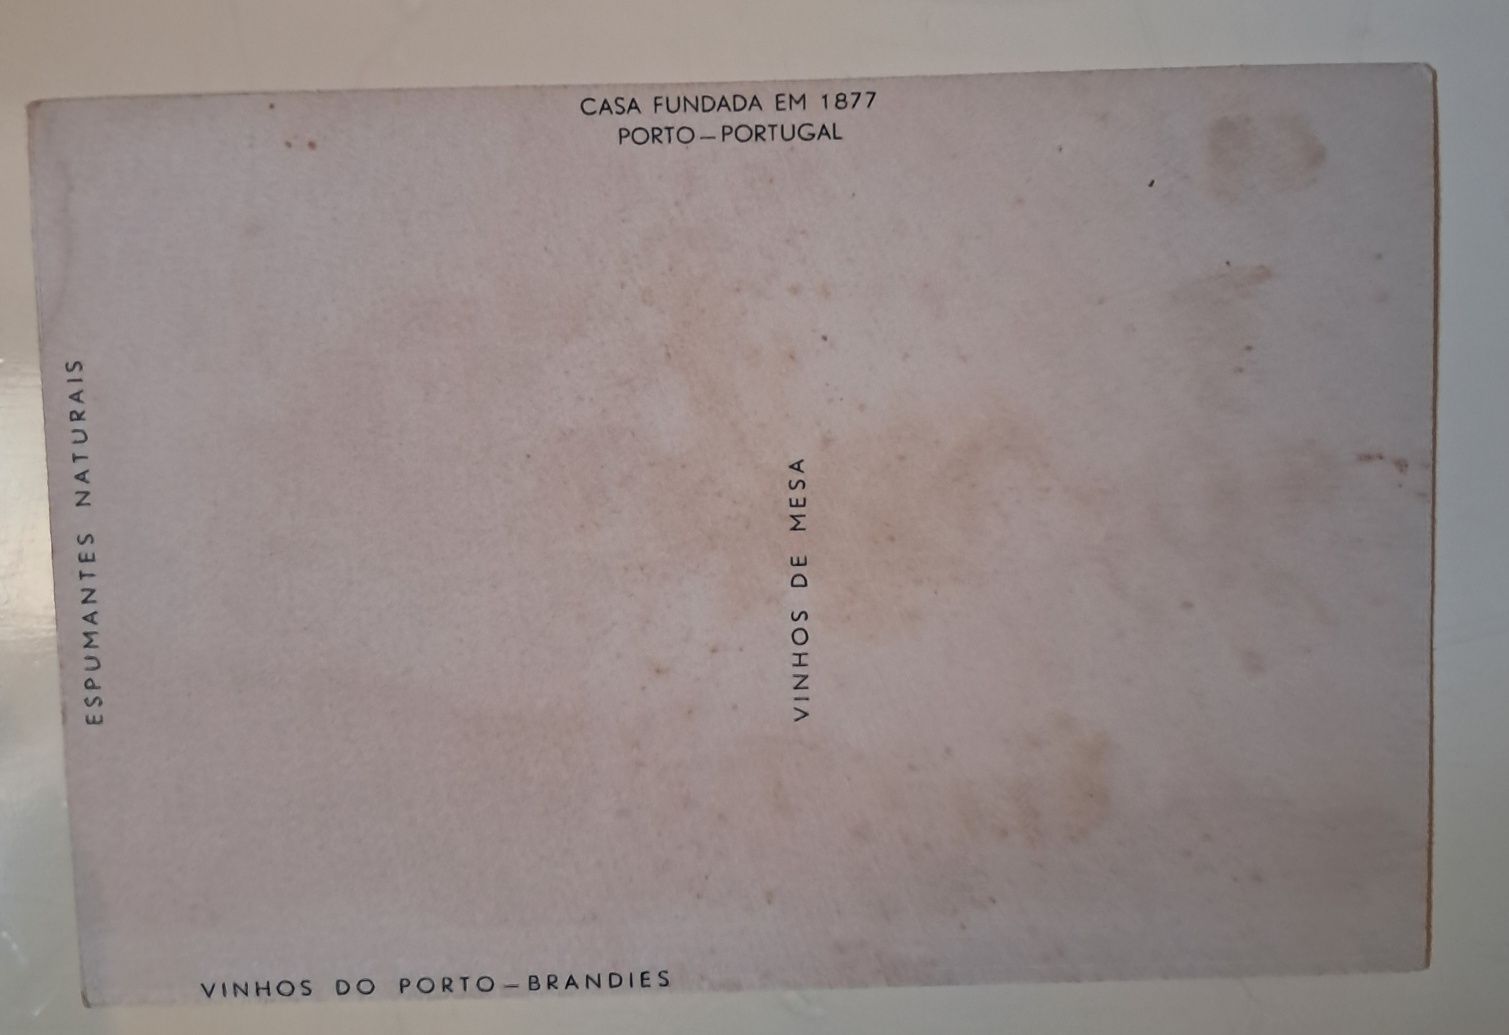 CASA FUNDADA EM 1877
PORTO—PORTUGAL
ESPUMANTES NATURAIS
VINHOS DE MESA
VINHOS DO PORTO—BRANDIES